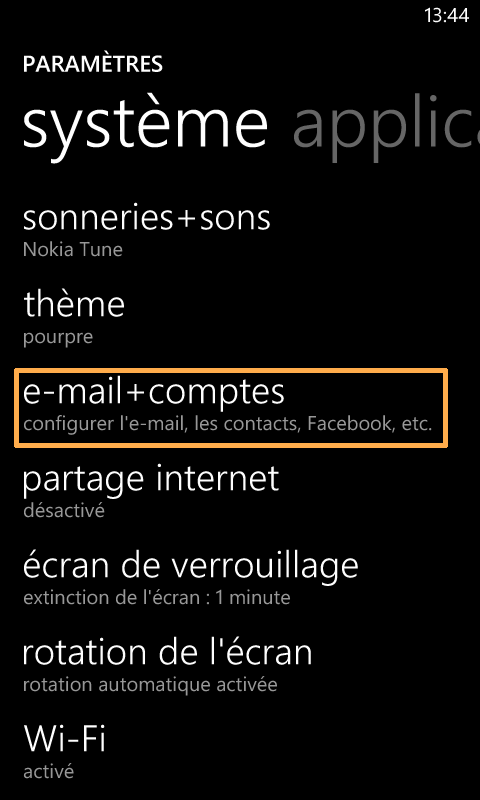 13:44
PARAMÈTRES
système applic
sonneries+sons
Nokia Tune
thème
pourpre
e-mail+comptes
configurer l'e-mail, les contacts, Facebook, etc.
partage internet
désactivé
écran de verrouillage
extinction de l'écran : 1 minute
rotation de l'écran
rotation automatique activée
Wi-Fi
activé